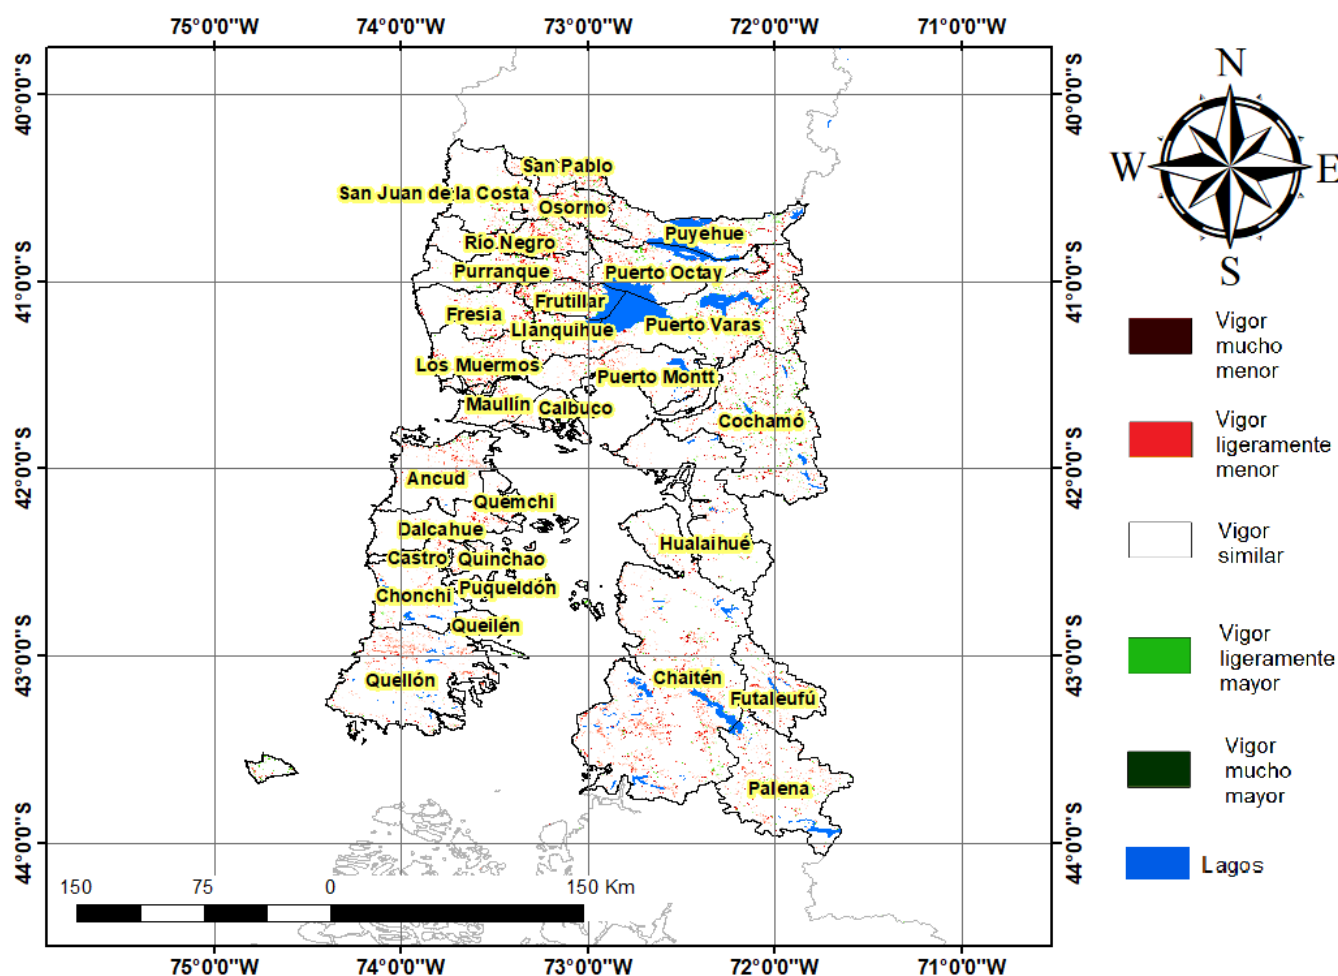 75°0'0"W 74°0'0"W 73°0'0"W 72°0'0"W 71°0'0"W
40°0'0"S 40°0'0"S
N
W E
S
San Pablo
San Juan de la Costa
Osorno
Puyehue
Río Negro
Purranque
Puerto Octay
41°0'0"S 41°0'0"S
Frutillar
Fresia
Llanquihue
Puerto Varas
Los Muermos
Puerto Montt
Maullín
Calbuco
Cochamó
42°0'0"S 42°0'0"S
Ancud
Quemchi
Dalcahue
Hualaihué
Castro
Quinchao
Chonchi
Puqueldón
Queilén
43°0'0"S 43°0'0"S
Quellón
Chaitén
Futaleufú
Palena
44°0'0"S 44°0'0"S
Vigor
mucho
menor
Vigor
ligeramente
menor
Vigor
similar
Vigor
ligeramente
mayor
Vigor
mucho
mayor
Lagos
150 75 0 150 Km
75°0'0"W 74°0'0"W 73°0'0"W 72°0'0"W 71°0'0"W